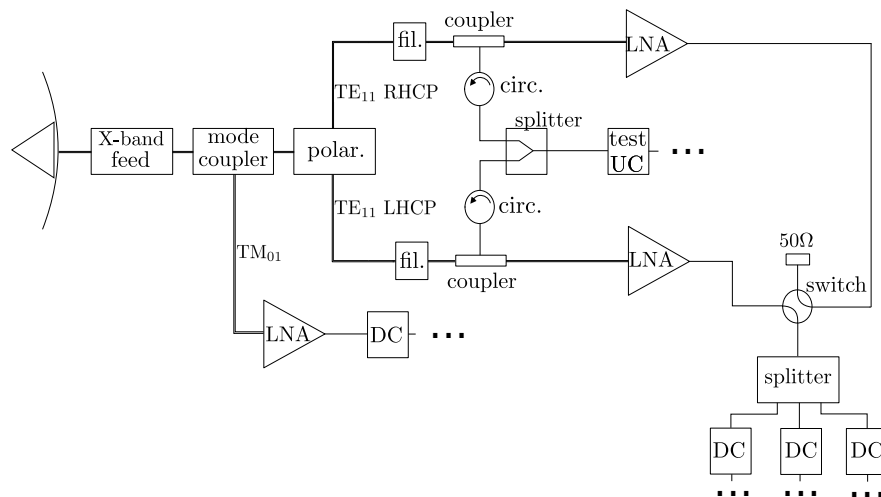 coupler
fil.
LNA
TE₁₁ RHCP
circ.
splitter
X-band
feed
mode
coupler
polar.
test
UC
TE₁₁ LHCP
circ.
TM₀₁
fil.
coupler
LNA
50Ω
switch
LNA
DC
splitter
DC
DC
DC